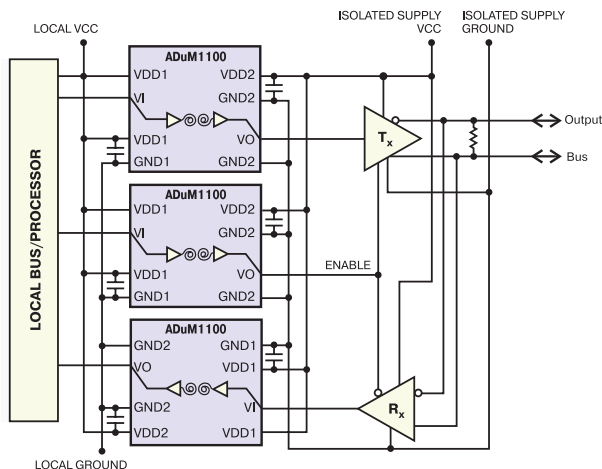 LOCAL VCC
ISOLATED SUPPLY
VCC
ISOLATED SUPPLY
GROUND
LOCAL BUS/PROCESSOR
ADuM1100
VDD1
VI
VDD1
GND1
VDD2
GND2
VO
GND2
ADuM1100
VDD1
VI
VDD1
GND1
VDD2
GND2
VO
GND2
ADuM1100
GND2
VO
GND2
VDD2
GND1
VDD1
VI
VDD1
Tx
Output
Bus
ENABLE
Rx
LOCAL GROUND